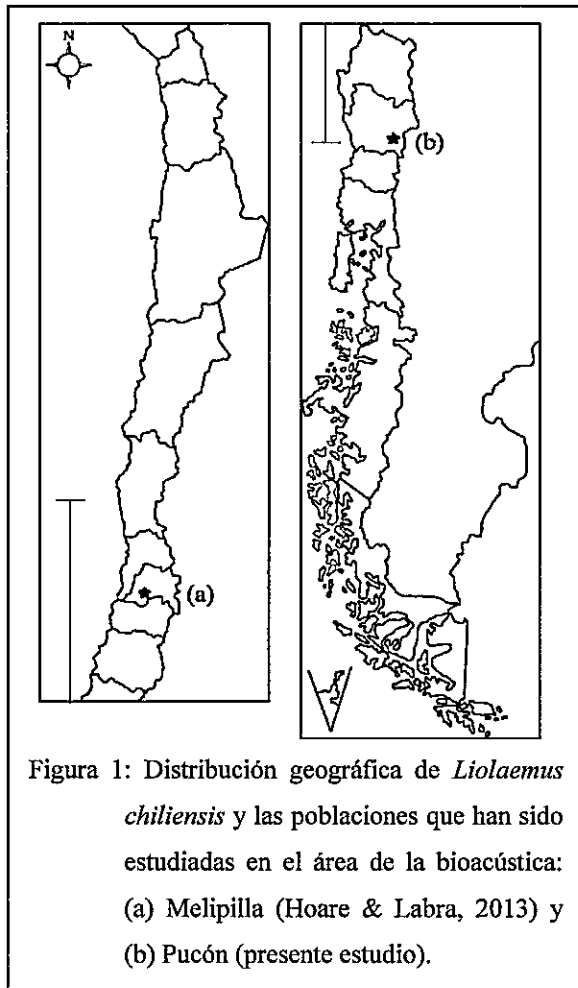 N
(a)
(b)
Figura 1: Distribución geográfica de Liolaemus
chiliensis y las poblaciones que han sido
estudiadas en el área de la bioacústica:
(a) Melipilla (Hoare & Labra, 2013) y
(b) Pucón (presente estudio).